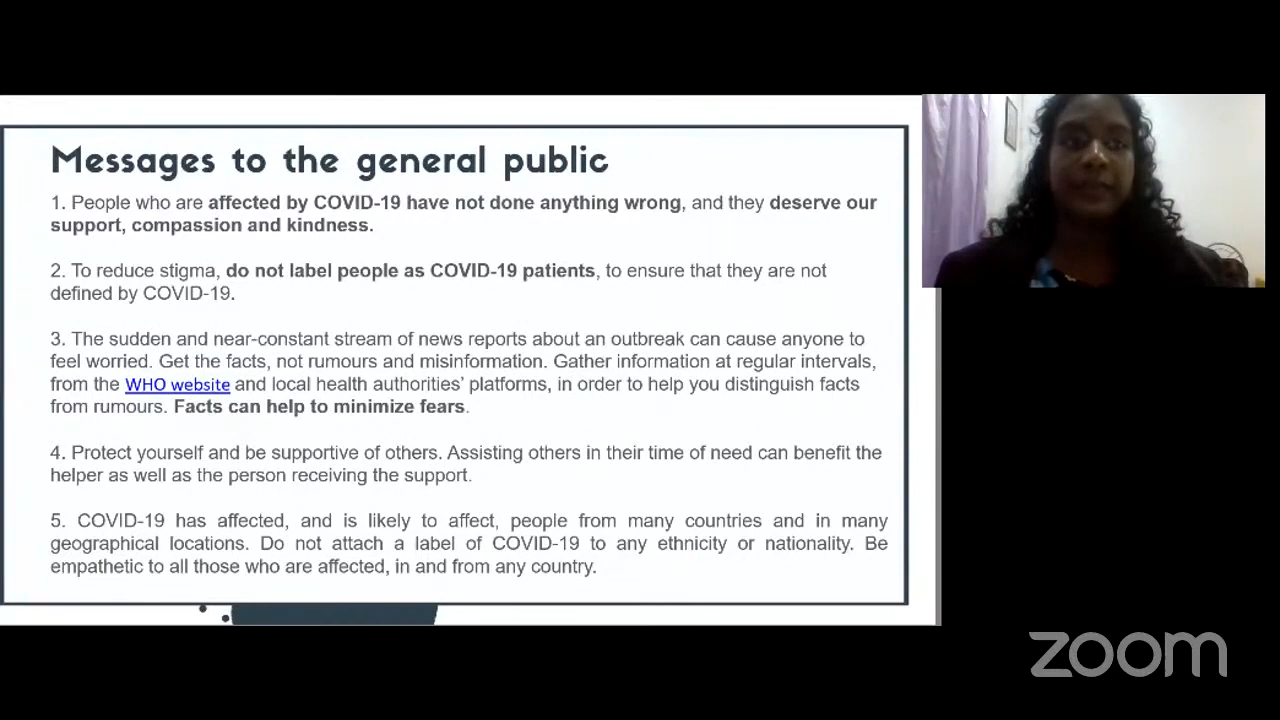 Messages to the general public
1. People who are affected by COVID-19 have not done anything wrong, and they deserve our
support, compassion and kindness.
2. To reduce stigma, do not label people as COVID-19 patients, to ensure that they are not
defined by COVID-19.
3. The sudden and near-constant stream of news reports about an outbreak can cause anyone to
feel worried. Get the facts, not rumours and misinformation. Gather information at regular intervals,
from the WHO website and local health authorities' platforms, in order to help you distinguish facts
from rumours. Facts can help to minimize fears.
4. Protect yourself and be supportive of others. Assisting others in their time of need can benefit the
helper as well as the person receiving the support.
5. COVID-19 has affected, and is likely to affect, people from many countries and in many
geographical locations. Do not attach a label of COVID-19 to any ethnicity or nationality. Be
empathetic to all those who are affected, in and from any country.
zoom